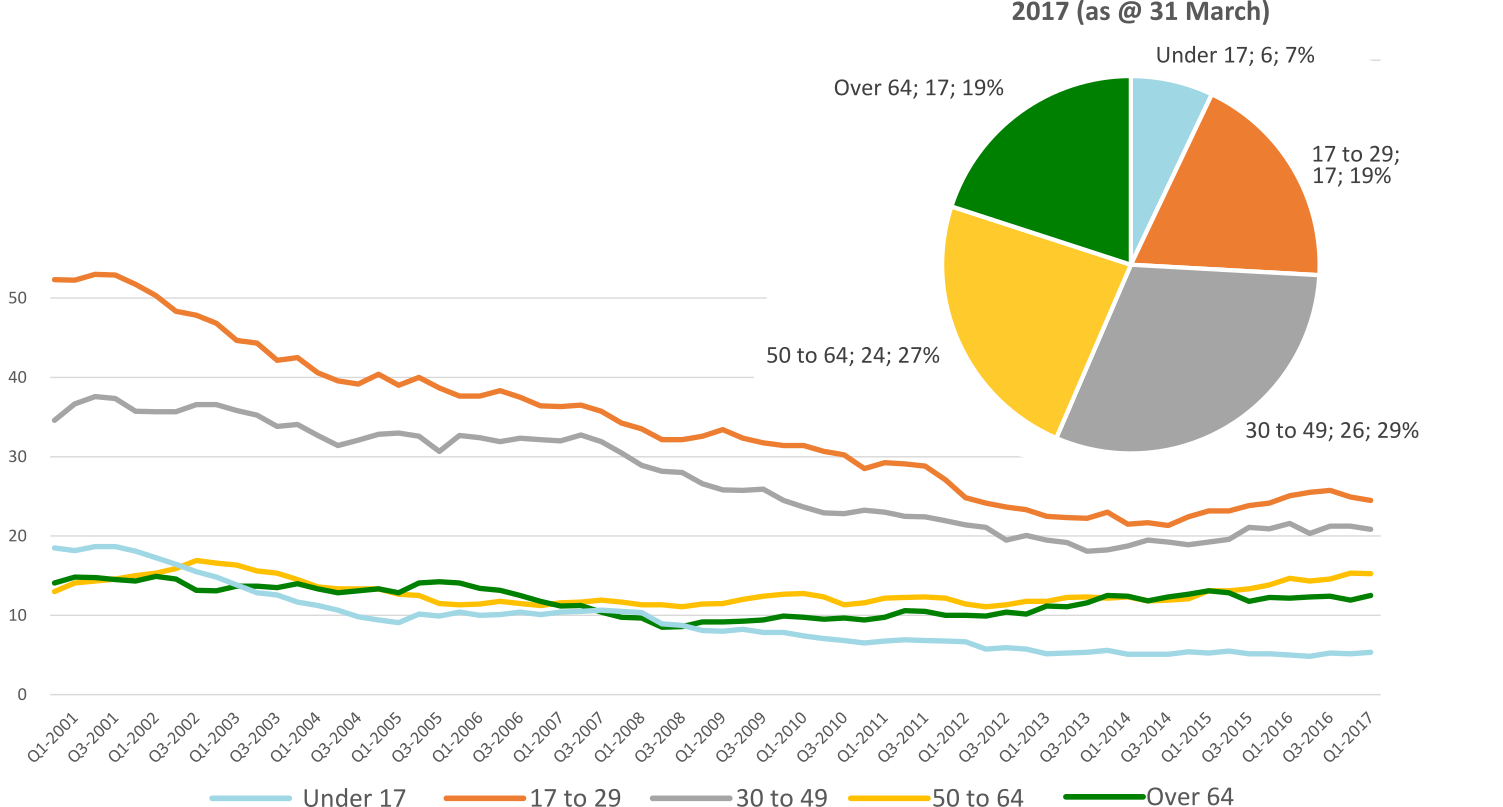 2017 (as @ 31 March)
Under 17; 6; 7%
Over 64; 17; 19%
17 to 29;
17; 19%
50 to 64; 24; 27%
30 to 49; 26; 29%
50
40
30
20
10
0
Q1-2001
Q3-2001
Q1-2002
Q3-2002
Q1-2003
Q3-2003
Q1-2004
Q3-2004
Q1-2005
Q3-2005
Q1-2006
Q3-2006
Q1-2007
Q3-2007
Q1-2008
Q3-2008
Q1-2009
Q3-2009
Q1-2010
Q3-2010
Q1-2011
Q3-2011
Q1-2012
Q3-2012
Q1-2013
Q3-2013
Q1-2014
Q3-2014
Q1-2015
Q3-2015
Q1-2016
Q3-2016
Q1-2017
Under 17
17 to 29
30 to 49
50 to 64
Over 64